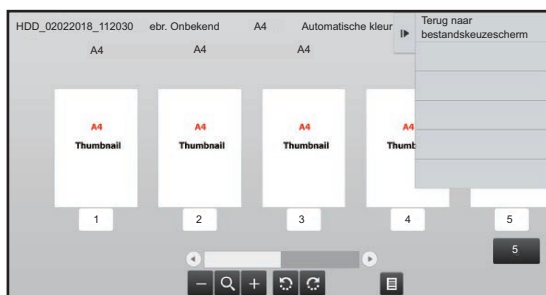 HDD_02022018_112030 ebr. Onbekend A4 Automatische kleur
Terug naar
bestandskeuzescherm
A4 A4 A4
A4 A4 A4 A4
Thumbnail Thumbnail Thumbnail Thumb
1 2 3 4 5
5